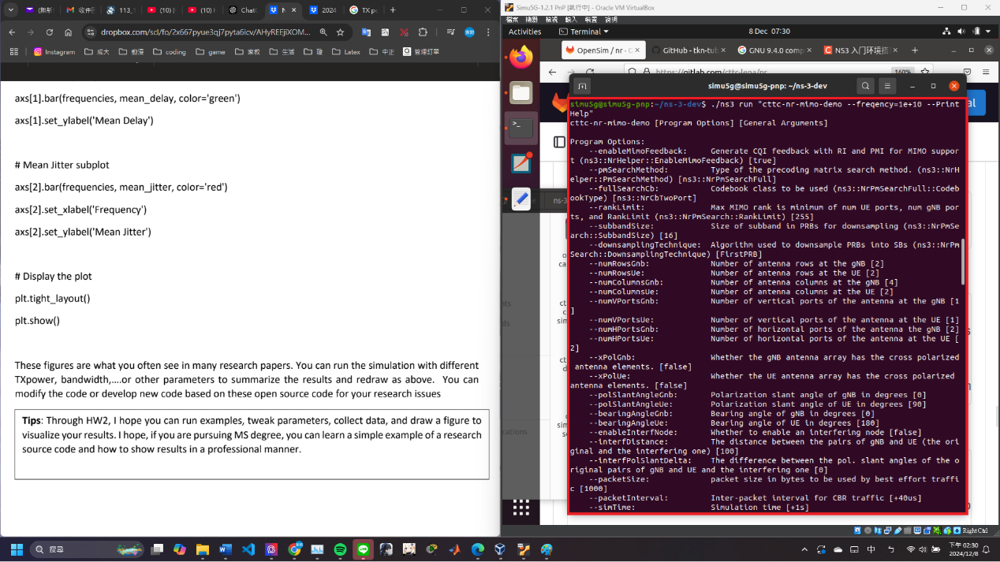 (無新
收件匣
113_
(10) [
(10) H
ChatG
N
2024
TX po
dropbox.com/scl/fo/2x667pyue3qj7pyta6icv/AHyREEjiXOM...
Instagram
成大
動漫
coding
game
家教
生活
Latex
中正
管理訂單
axs[1].bar(frequencies, mean_delay, color='green')
axs[1].set_ylabel('Mean Delay')
# Mean Jitter subplot
axs[2].bar(frequencies, mean_jitter, color='red')
axs[2].set_xlabel('Frequency')
axs[2].set_ylabel('Mean Jitter')
# Display the plot
plt.tight_layout()
plt.show()
These figures are what you often see in many research papers. You can run the simulation with different
TXpower, bandwidth,....or other parameters to summarize the results and redraw as above. You can
modify the code or develop new code based on these open source code for your research issues
Tips: Through HW2, I hope you can run examples, tweak parameters, collect data, and draw a figure to
visualize your results. I hope, if you are pursuing MS degree, you can learn a simple example of a research
source code and how to show results in a professional manner.
Simu5G-1.2.1 PnP [執行中] - Oracle VM VirtualBox
檔案 機器 檢視 輸入 裝置 說明
Activities
Terminal
8 Dec 07:30
OpenSim / nr · G
GitHub - tkn-tub
GNU 9.4.0 comp
NS3 入门环境搭
https://gitlab.com/cttc-lena/nr
160%
simu5g@simu5g-pnp: ~/ns-3-dev
simu5g@simu5g-pnp:~/ns-3-dev$ ./ns3 run "cttc-nr-mimo-demo --freqency=1e+10 --Print
Help"
cttc-nr-mimo-demo [Program Options] [General Arguments]
Program Options:
--enableMimoFeedback: Generate CQI feedback with RI and PMI for MIMO suppor
t (ns3::NrHelper::EnableMimoFeedback) [true]
--pmSearchMethod: Type of the precoding matrix search method. (ns3::NrH
elper::PmSearchMethod) [ns3::NrPmSearchFull]
--fullSearchCb: Codebook class to be used (ns3::NrPmSearchFull::Codeb
ookType) [ns3::NrCbTwoPort]
--rankLimit: Max MIMO rank is minimum of num UE ports, num gNB por
ts, and RankLimit (ns3::NrPmSearch::RankLimit) [255]
--subbandSize: Size of subband in PRBs for downsampling (ns3::NrPmSe
arch::SubbandSize) [16]
--downsamplingTechnique: Algorithm used to downsample PRBs into SBs (ns3::NrPm
Search::DownsamplingTechnique) [FirstPRB]
--numRowsGnb: Number of antenna rows at the gNB [2]
--numRowsUe: Number of antenna rows at the UE [2]
--numColumnsGnb: Number of antenna columns at the gNB [4]
--numColumnsUe: Number of antenna columns at the UE [2]
--numVPortsGnb: Number of vertical ports of the antenna at the gNB [1
]
--numVPortsUe: Number of vertical ports of the antenna at the UE [1]
--numHPortsGnb: Number of horizontal ports of the antenna the gNB [2]
--numHPortsUe: Number of horizontal ports of the antenna at the UE [
2]
--xPolGnb: Whether the gNB antenna array has the cross polarized
antenna elements. [false]
--xPolUe: Whether the UE antenna array has the cross polarized
antenna elements. [false]
--polSlantAngleGnb: Polarization slant angle of gNB in degrees [0]
--polSlantAngleUe: Polarization slant angle of UE in degrees [90]
--bearingAngleGnb: Bearing angle of gNB in degrees [0]
--bearingAngleUe: Bearing angle of UE in degrees [180]
--enableInterfNode: Whether to enable an interfering node [false]
--interfDistance: The distance between the pairs of gNB and UE (the ori
ginal and the interfering one) [100]
--interfPolSlantDelta: The difference between the pol. slant angles of the o
riginal pairs of gNB and UE and the interfering one [0]
--packetSize: packet size in bytes to be used by best effort traffi
c [1000]
--packetInterval: Inter-packet interval for CBR traffic [+40us]
--simTime: Simulation time [+1s]
Right Ctrl
搜尋
中
下午 02:30
2024/12/8